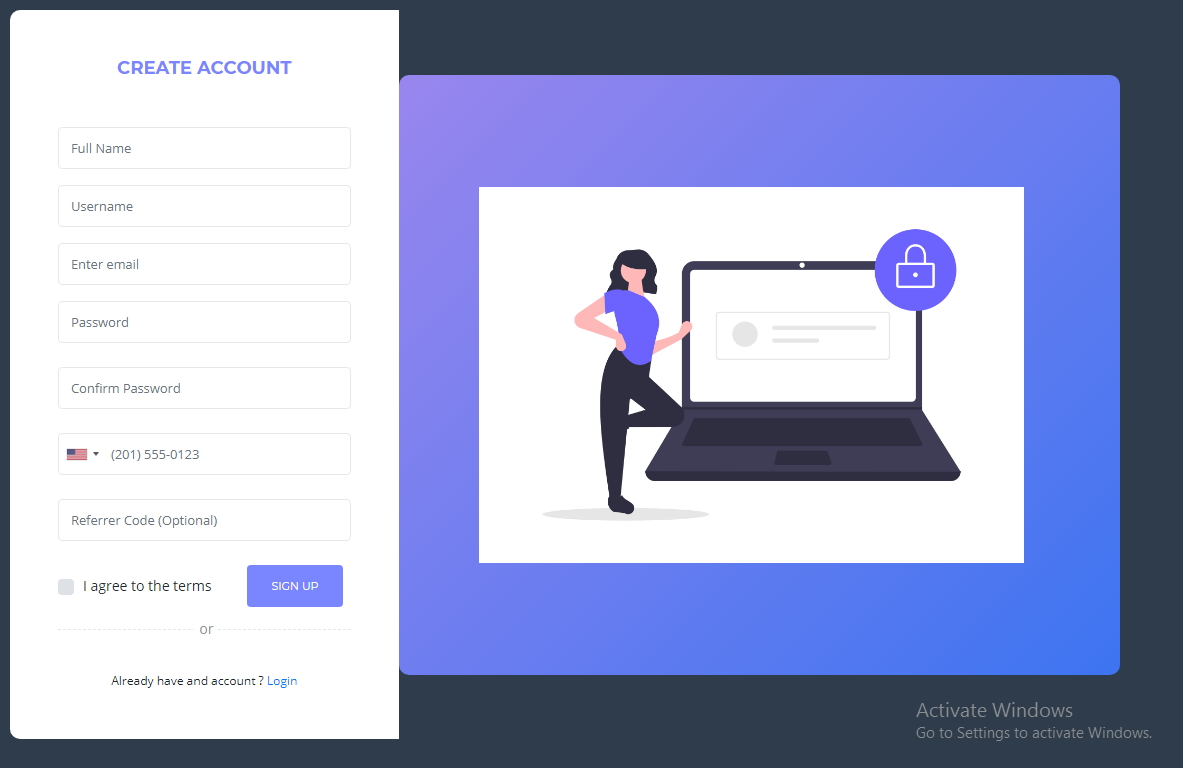 CREATE ACCOUNT
Full Name
Username
Enter email
Password
Confirm Password
(201) 555-0123
Referrer Code (Optional)
I agree to the terms
SIGN UP
or
Already have and account ? Login
Activate Windows
Go to Settings to activate Windows.